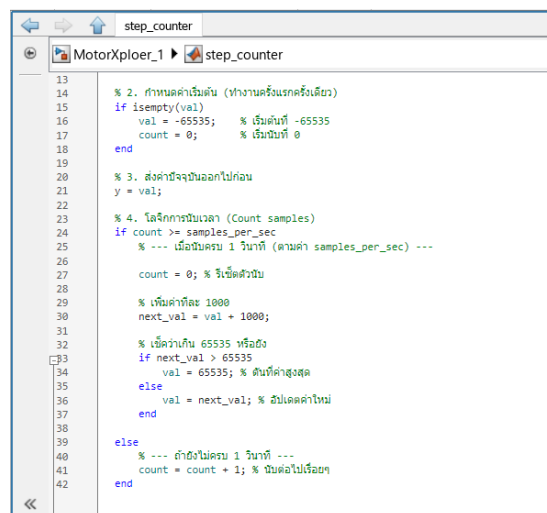 step_counter
MotorXploer_1 ▶ step_counter
13
14 % 2. กำหนดค่าเริ่มต้น (ทำงานครั้งแรกครั้งเดียว)
15 if isempty(val)
16 val = -65535; % เริ่มต้นที่ -65535
17 count = 0; % เริ่มนับที่ 0
18 end
19
20 % 3. ส่งค่าปัจจุบันออกไปก่อน
21 y = val;
22
23 % 4. โลจิกการนับเวลา (Count samples)
24 if count >= samples_per_sec
25 % --- เมื่อนับครบ 1 วินาที (ตามค่า samples_per_sec) ---
26
27 count = 0; % รีเซ็ตตัวนับ
28
29 % เพิ่มค่าทีละ 1000
30 next_val = val + 1000;
31
32 % เช็คว่าเกิน 65535 หรือยัง
33 if next_val > 65535
34 val = 65535; % ตันที่ค่าสูงสุด
35 else
36 val = next_val; % อัปเดตค่าใหม่
37 end
38
39 else
40 % --- ถ้ายังไม่ครบ 1 วินาที ---
41 count = count + 1; % นับต่อไปเรื่อยๆ
42 end